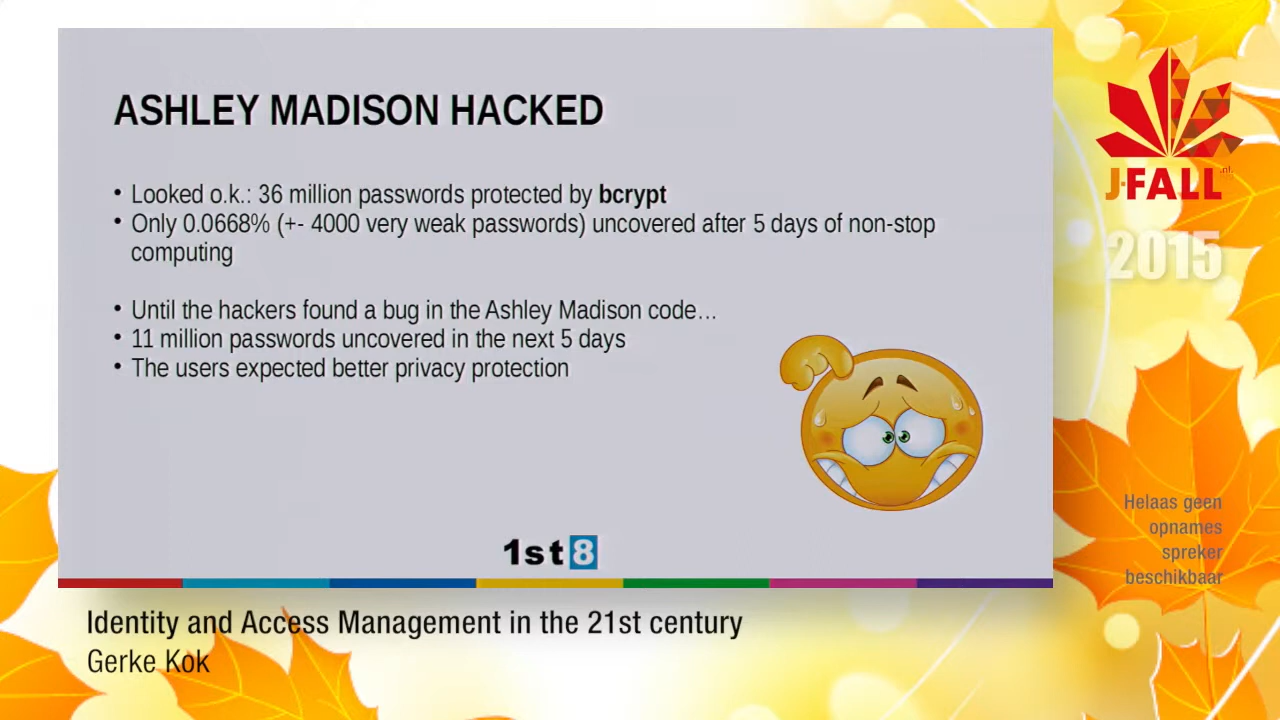 ASHLEY MADISON HACKED
• Looked o.k.: 36 million passwords protected by bcrypt
• Only 0.0668% (+- 4000 very weak passwords) uncovered after 5 days of non-stop
computing
• Until the hackers found a bug in the Ashley Madison code…
• 11 million passwords uncovered in the next 5 days
• The users expected better privacy protection
1st8
J-FALL.nl
2015
Helaas geen
opnames
spreker
beschikbaar
Identity and Access Management in the 21st century
Gerke Kok